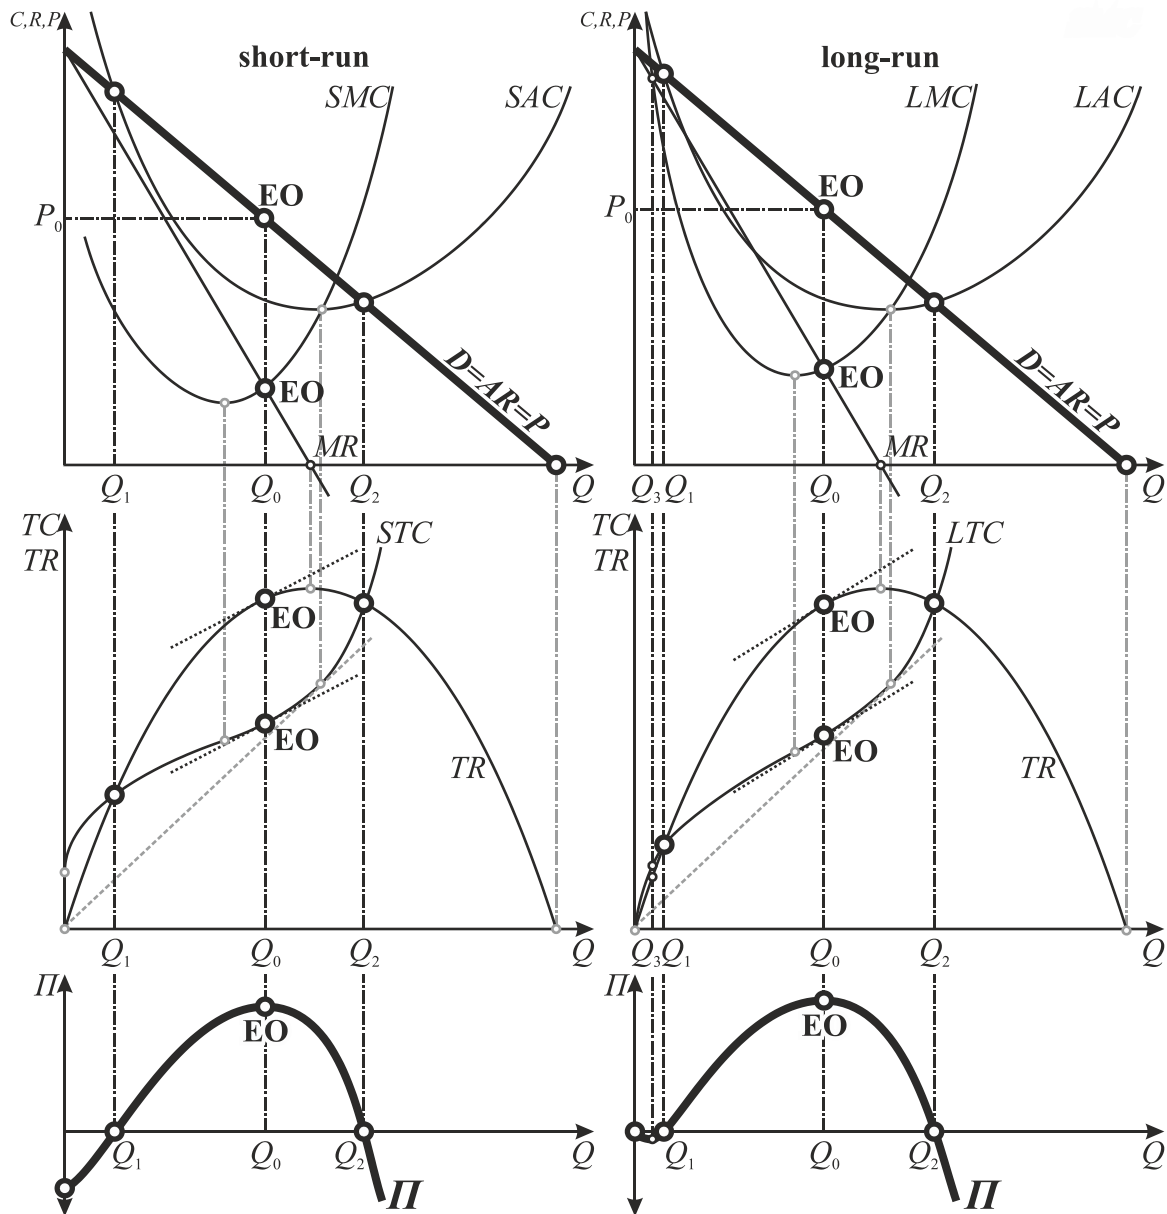 C,R,P
short-run
SMC
SAC
EO
P₀
EO
D=AR=P
MR
Q₁
Q₀
Q₂
Q
TC
TR
STC
EO
EO
TR
Q₁
Q₀
Q₂
Q
Π
EO
Q₁
Q₀
Q₂
Q
Π
C,R,P
long-run
LMC
LAC
EO
P₀
EO
D=AR=P
MR
Q₃
Q₁
Q₀
Q₂
Q
TC
TR
LTC
EO
EO
TR
Q₃
Q₁
Q₀
Q₂
Q
Π
EO
Q₁
Q₀
Q₂
Q
Π